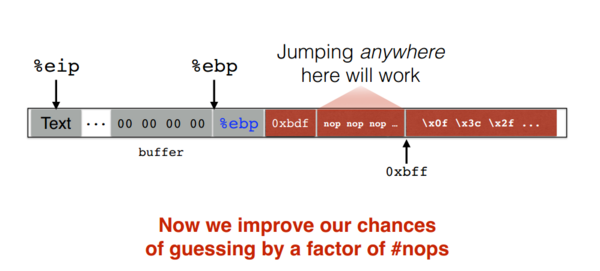 Jumping anywhere
here will work
%eip
%ebp
Text ... 00 00 00 00 %ebp 0xbdf nop nop nop … \x0f \x3c \x2f ...
buffer
0xbff
Now we improve our chances
of guessing by a factor of #nops